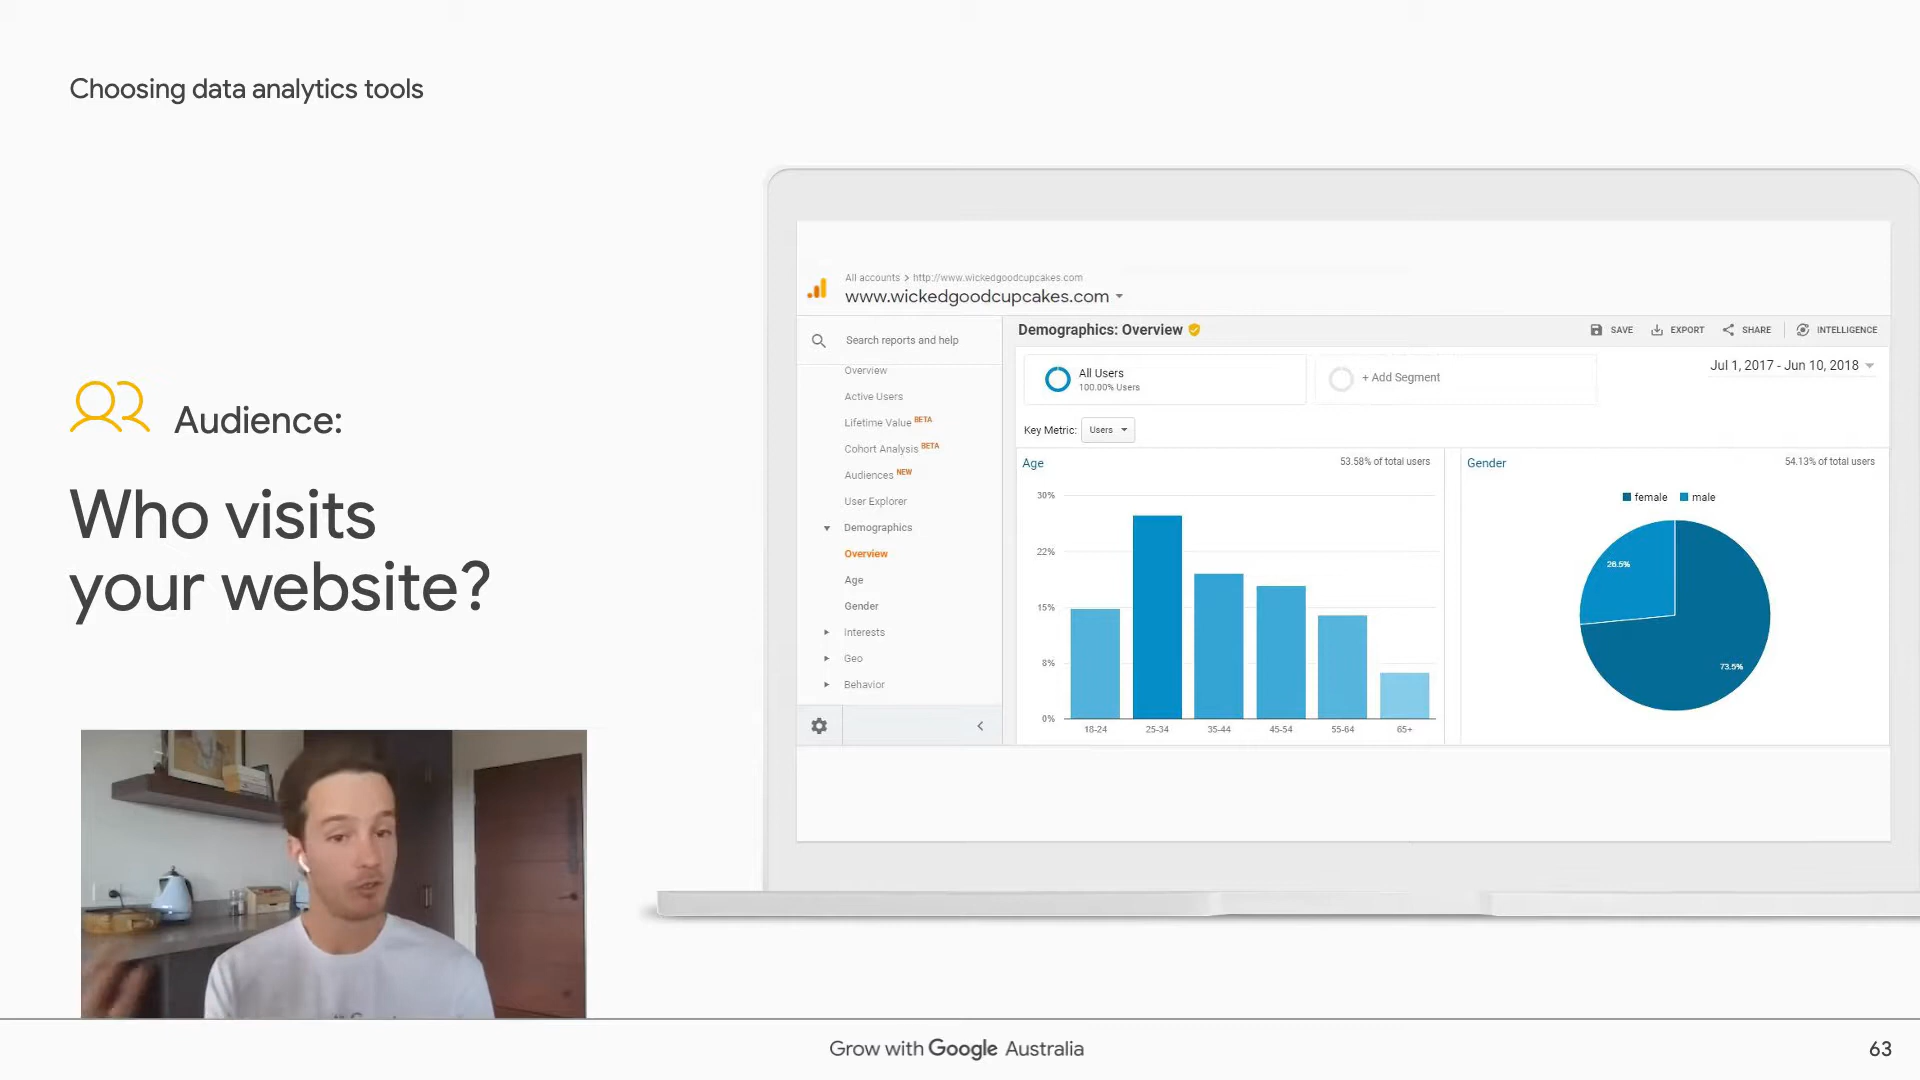 Choosing data analytics tools
Audience:
Who visits
your website?
All accounts > http://www.wickedgoodcupcakes.com
www.wickedgoodcupcakes.com
Search reports and help
Overview
Active Users
Lifetime Value BETA
Cohort Analysis BETA
Audiences NEW
User Explorer
Demographics
Overview
Age
Gender
Interests
Geo
Behavior
Demographics: Overview
SAVE
EXPORT
SHARE
INTELLIGENCE
All Users
100.00% Users
+ Add Segment
Jul 1, 2017 - Jun 10, 2018
Key Metric:
Users
Age
53.58% of total users
30%
22%
15%
8%
0%
18-24
25-34
35-44
45-54
55-64
65+
Gender
54.13% of total users
female
male
26.5%
73.5%
Grow with Google Australia
63